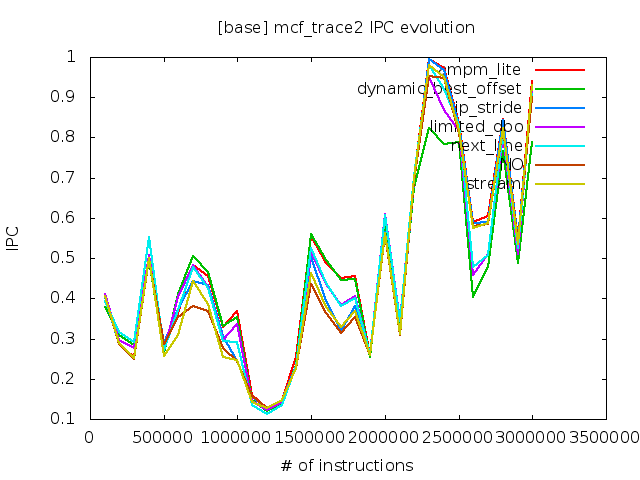 [base] mcf_trace2 IPC evolution
1
0.9
0.8
0.7
0.6
0.5
0.4
0.3
0.2
0.1
IPC
ampm_lite
dynamic_best_offset
ip_stride
limited_dbo
next_line
NO
stream
0 500000 1000000 1500000 2000000 2500000 3000000 3500000
# of instructions